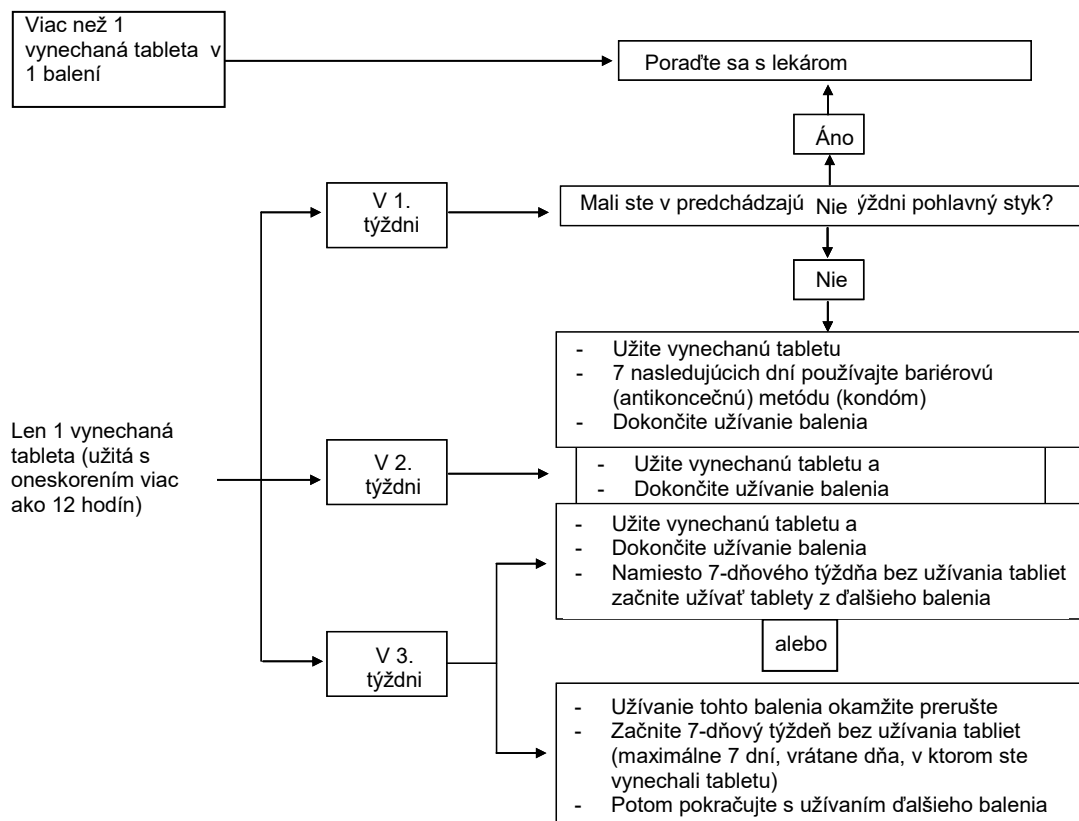 Viac než 1
vynechaná tableta v
1 balení
Poraďte sa s lekárom
Áno
V 1.
týždni
Mali ste v predchádzajú Nie ýždni pohlavný styk?
Nie
- Užite vynechanú tabletu
- 7 nasledujúcich dní používajte bariérovú
(antikoncečnú) metódu (kondóm)
- Dokončite užívanie balenia
Len 1 vynechaná
tableta (užitá s
oneskorením viac
ako 12 hodín)
V 2.
týždni
- Užite vynechanú tabletu a
- Dokončite užívanie balenia
- Užite vynechanú tabletu a
- Dokončite užívanie balenia
- Namiesto 7-dňového týždňa bez užívania tabliet
začnite užívať tablety z ďalšieho balenia
V 3.
týždni
alebo
- Užívanie tohto balenia okamžite prerušte
- Začnite 7-dňový týždeň bez užívania tabliet
(maximálne 7 dní, vrátane dňa, v ktorom ste
vynechali tabletu)
- Potom pokračujte s užívaním ďalšieho balenia